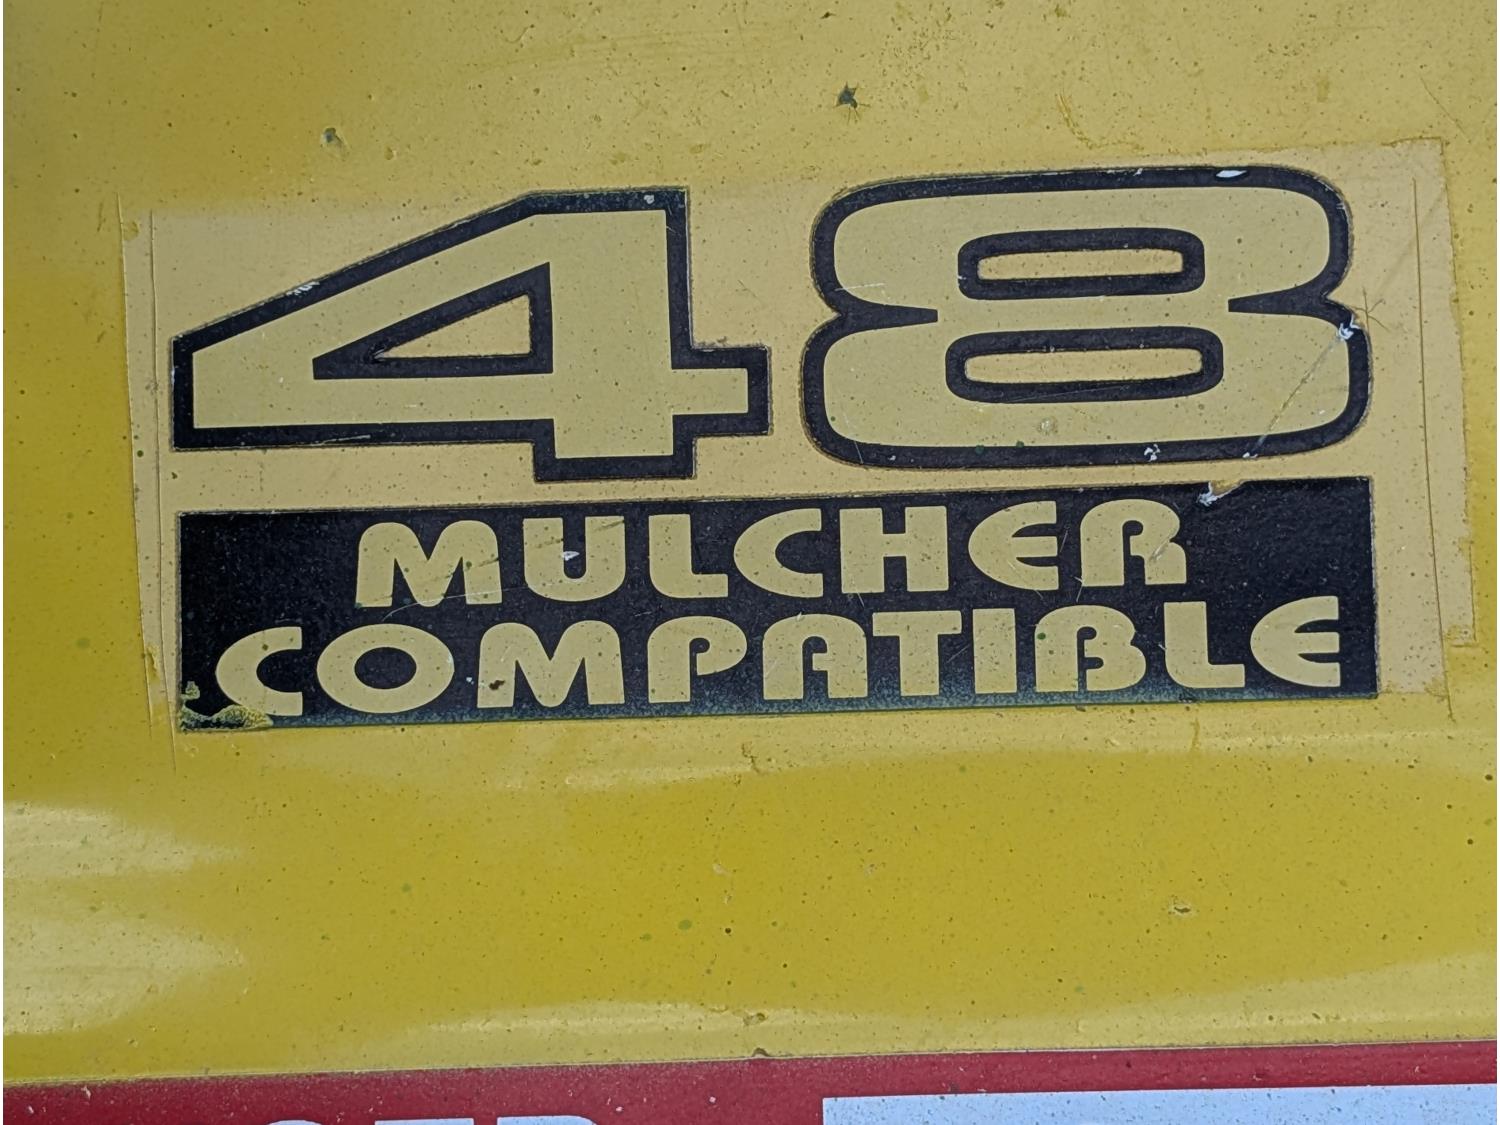 48
MULCHER
COMPATIBLE